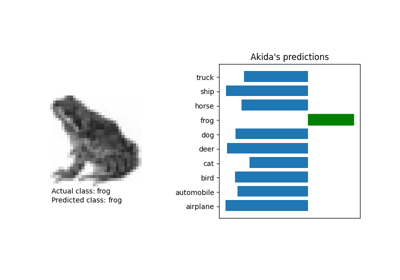 Akida's predictions
truck
ship
horse
frog
dog
deer
cat
bird
automobile
airplane
Actual class: frog
Predicted class: frog